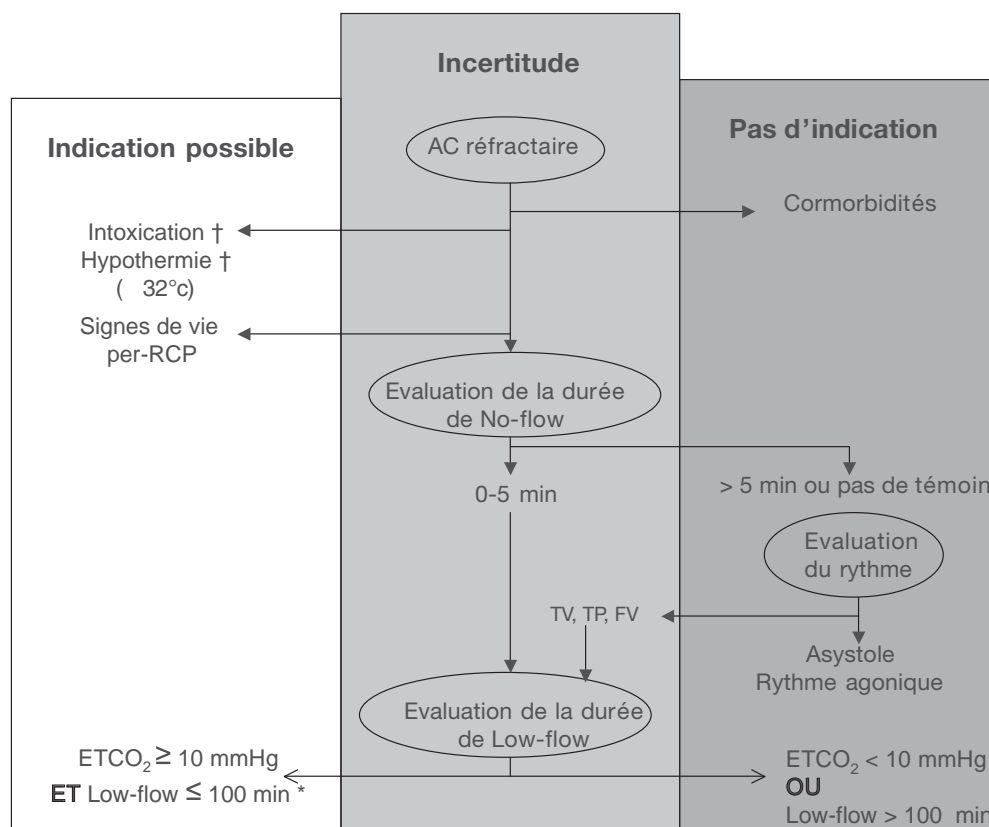 Incertitude
Indication possible
Pas d'indication
AC réfractaire
Cormorbidités
Intoxication †
Hypothermie †
( 32°c)
Signes de vie
per-RCP
Evaluation de la durée
de No-flow
0-5 min
> 5 min ou pas de témoin
Evaluation
du rythme
TV, TP, FV
Asystole
Rythme agonique
Evaluation de la durée
de Low-flow
ETCO₂ ≥ 10 mmHg
ET Low-flow ≤ 100 min *
ETCO₂ < 10 mmHg
OU
Low-flow > 100 min